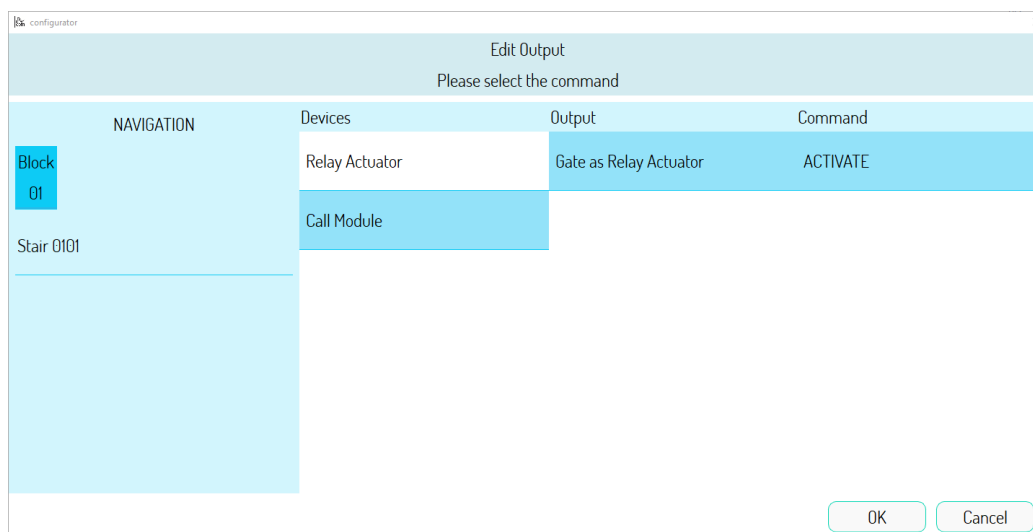 configurator
Edit Output
Please select the command
NAVIGATION
Block
01
Stair 0101
Devices
Output
Command
Relay Actuator
Gate as Relay Actuator
ACTIVATE
Call Module
OK
Cancel